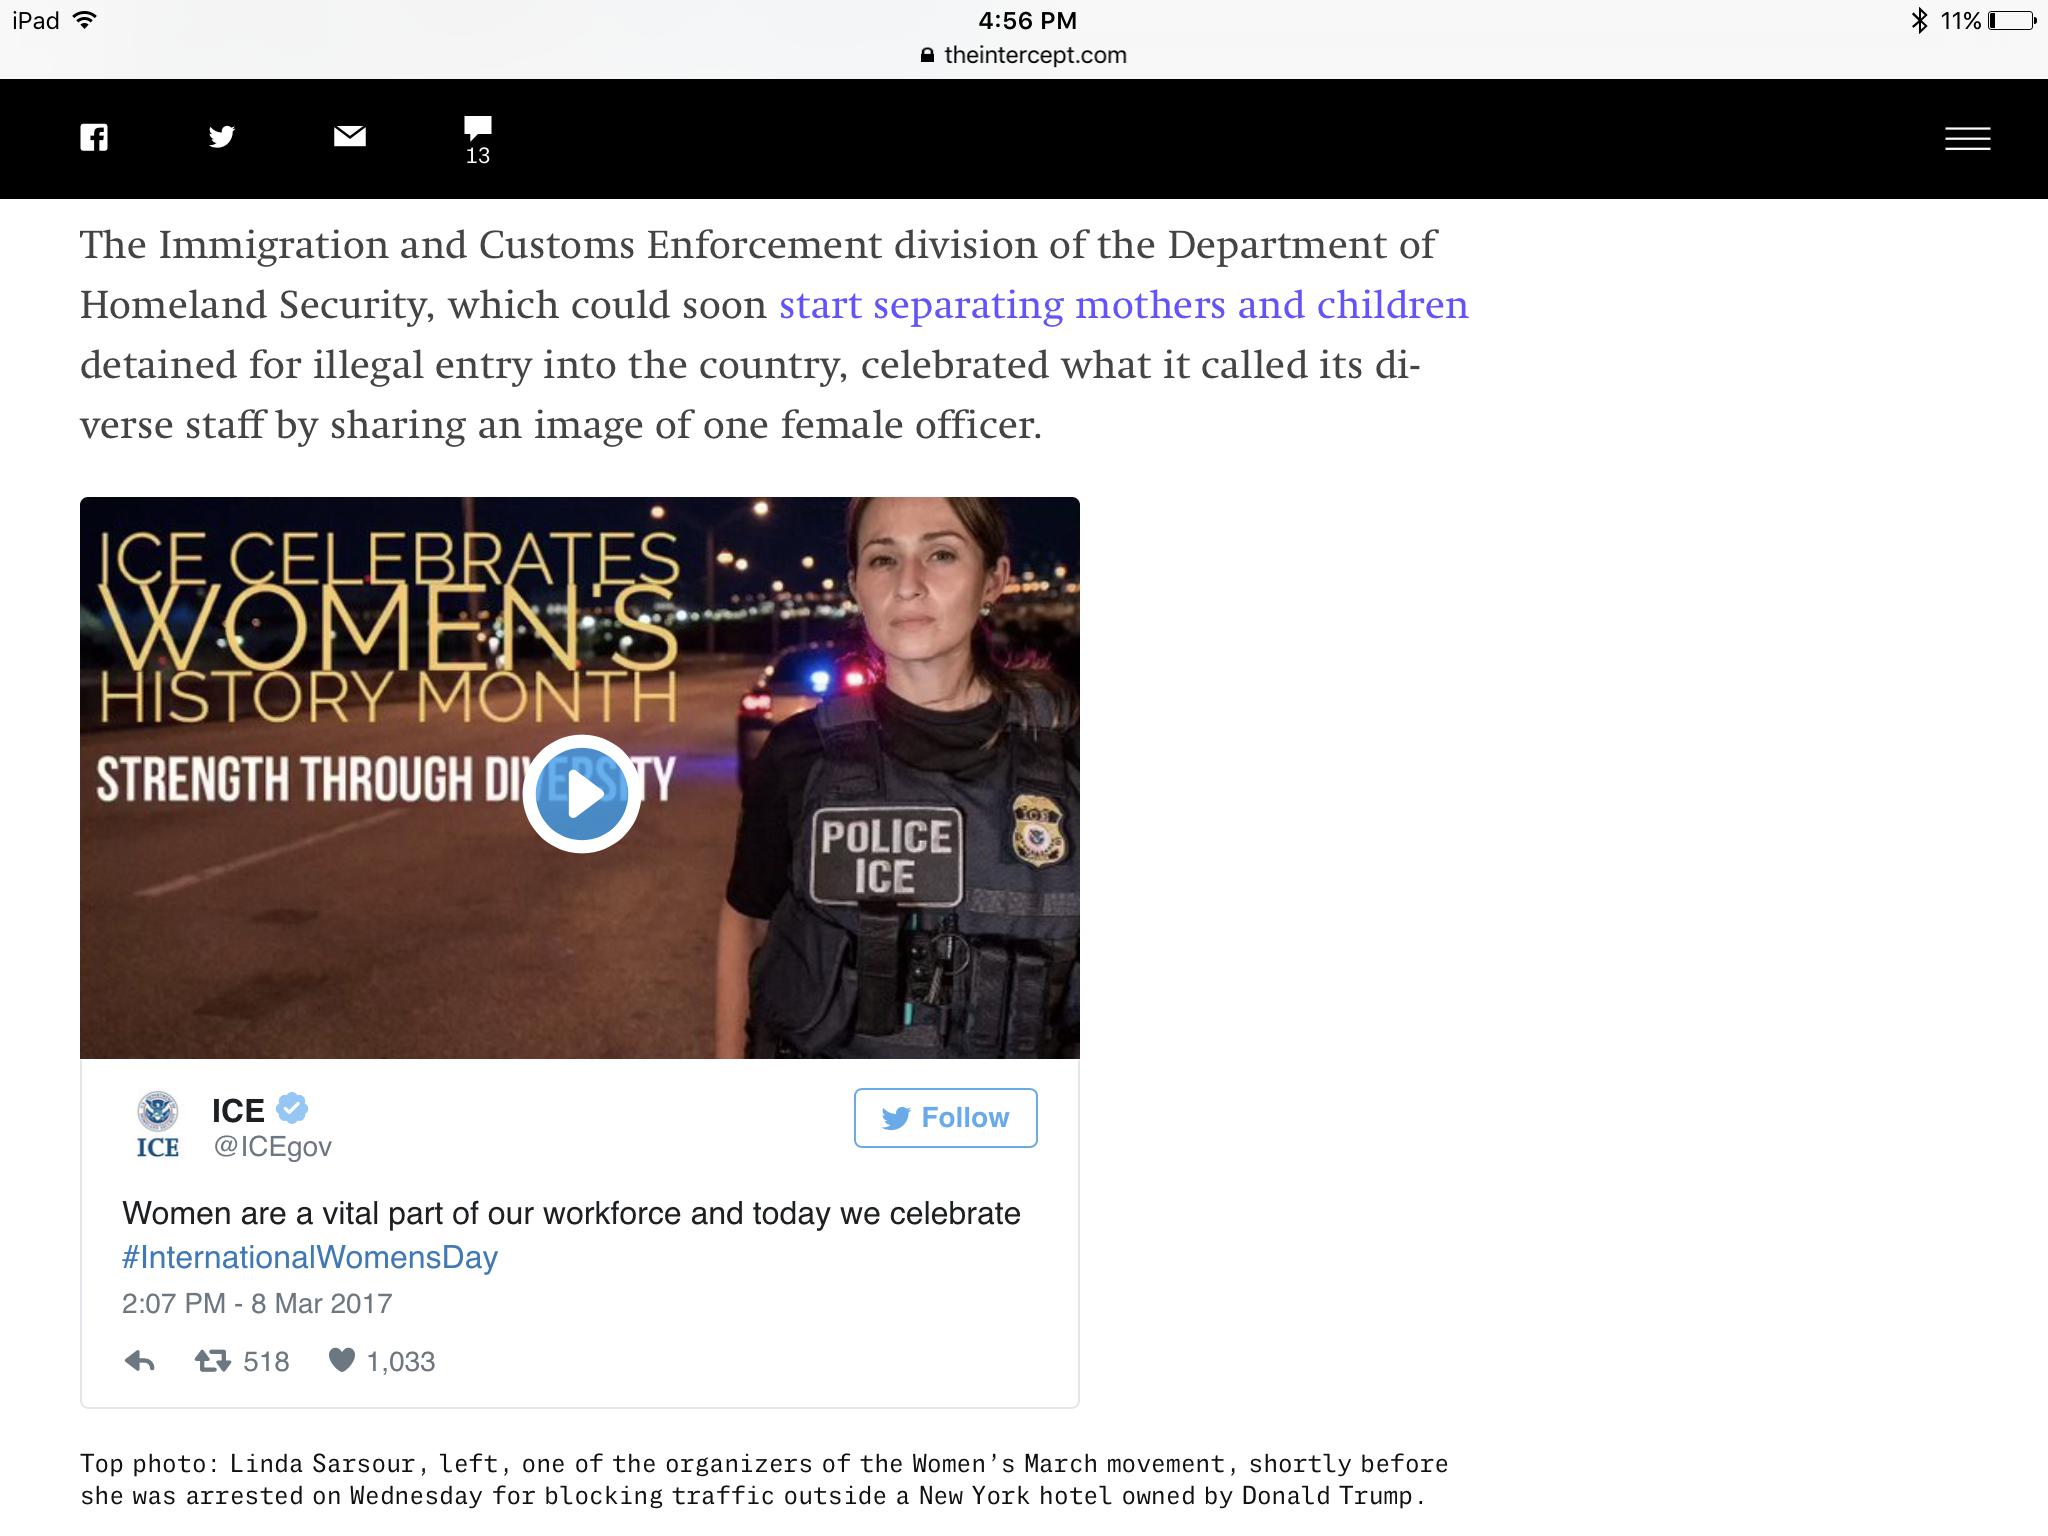 iPad
4:56 PM
11%
theintercept.com
13
The Immigration and Customs Enforcement division of the Department of
Homeland Security, which could soon start separating mothers and children
detained for illegal entry into the country, celebrated what it called its di-
verse staff by sharing an image of one female officer.
ICE CELEBRATES
WOMEN'S
HISTORY MONTH
STRENGTH THROUGH DIVERSITY
POLICE
ICE
ICE
ICE
ICE
@ICEgov
Follow
Women are a vital part of our workforce and today we celebrate
#InternationalWomensDay
2:07 PM - 8 Mar 2017
518
1,033
Top photo: Linda Sarsour, left, one of the organizers of the Women’s March movement, shortly before
she was arrested on Wednesday for blocking traffic outside a New York hotel owned by Donald Trump.